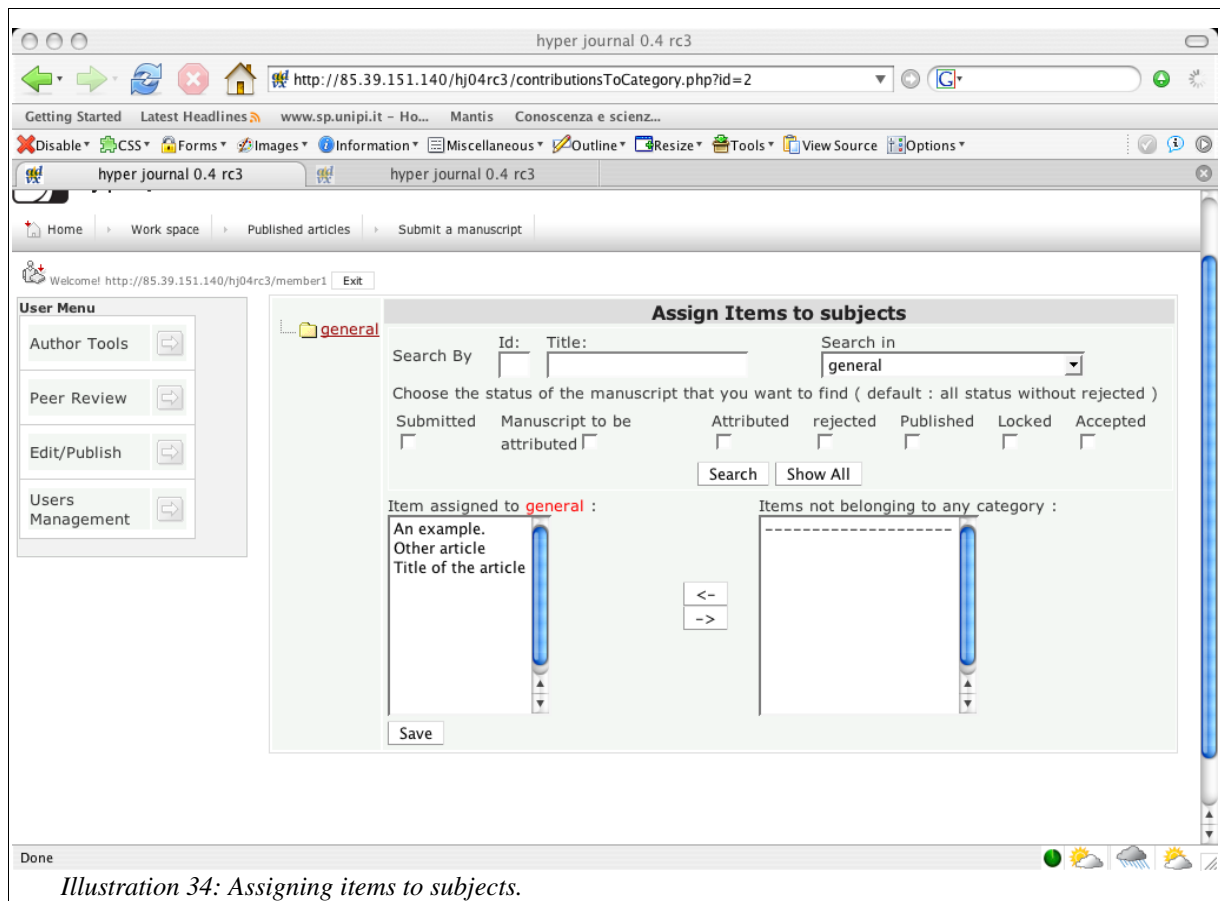 hyper journal 0.4 rc3
http://85.39.151.140/hj04rc3/contributionsToCategory.php?id=2
G
Getting Started Latest Headlines www.sp.unipi.it – Ho... Mantis Conoscenza e scienz...
Disable CSS Forms Images Information Miscellaneous Outline Resize Tools View Source Options
hyper journal 0.4 rc3 hyper journal 0.4 rc3
Home Work space Published articles Submit a manuscript
Welcome! http://85.39.151.140/hj04rc3/member1 Exit
User Menu
Author Tools
Peer Review
Edit/Publish
Users
Management
general
Assign Items to subjects
Id: Title: Search in
Search By general
Choose the status of the manuscript that you want to find ( default : all status without rejected )
Submitted Manuscript to be attributed Attributed rejected Published Locked Accepted
Search Show All
Item assigned to general : Items not belonging to any category :
An example. --------------------
Other article
Title of the article
<-
->
Save
Done
Illustration 34: Assigning items to subjects.